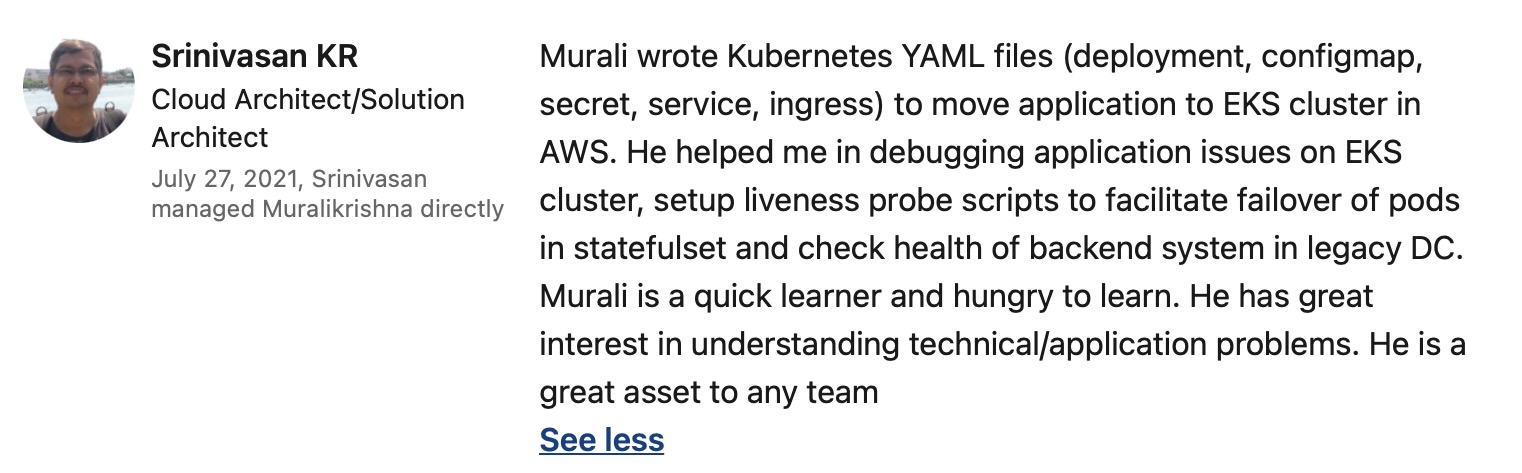 Srinivasan KR
Cloud Architect/Solution
Architect
July 27, 2021, Srinivasan
managed Muralikrishna directly
Murali wrote Kubernetes YAML files (deployment, configmap,
secret, service, ingress) to move application to EKS cluster in
AWS. He helped me in debugging application issues on EKS
cluster, setup liveness probe scripts to facilitate failover of pods
in statefulset and check health of backend system in legacy DC.
Murali is a quick learner and hungry to learn. He has great
interest in understanding technical/application problems. He is a
great asset to any team
See less